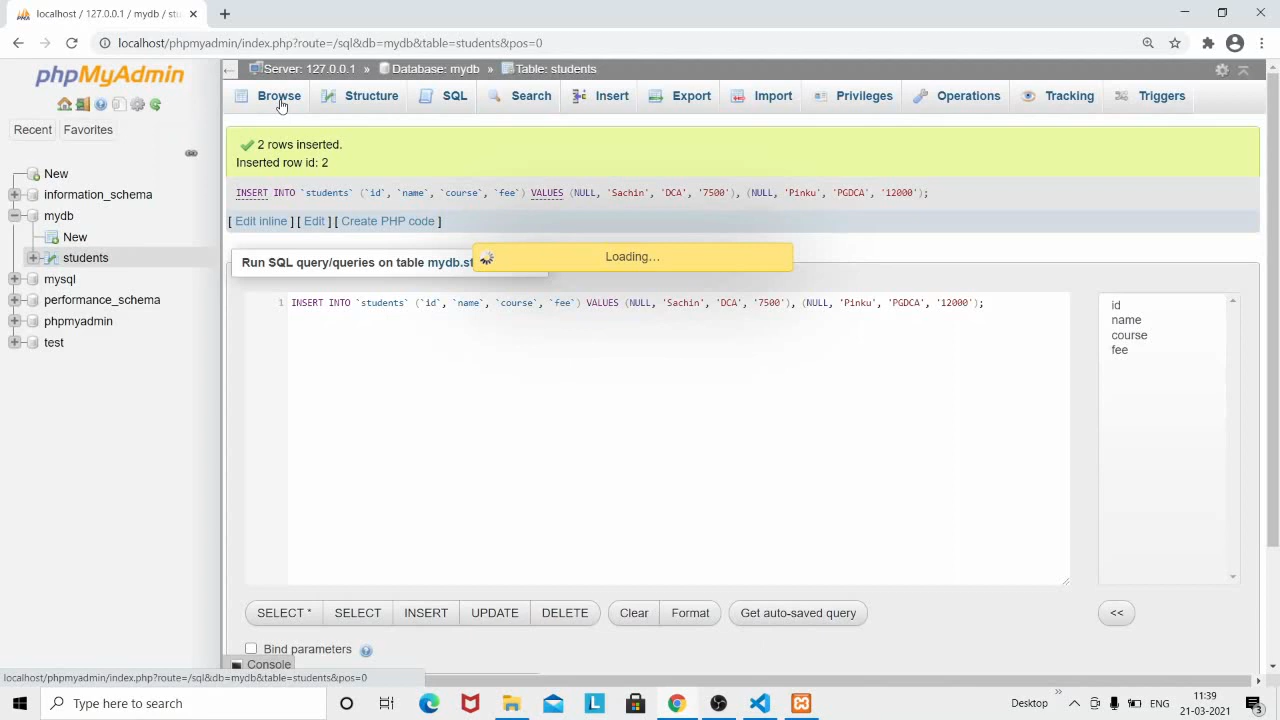 localhost / 127.0.0.1 / mydb / stu
localhost/phpmyadmin/index.php?route=/sql&db=mydb&table=students&pos=0
phpMyAdmin
Recent
Favorites
New
information_schema
mydb
New
students
mysql
performance_schema
phpmyadmin
test
Server: 127.0.0.1 » Database: mydb » Table: students
Browse Structure SQL Search Insert Export Import Privileges Operations Tracking Triggers
2 rows inserted.
Inserted row id: 2
INSERT INTO `students` (`id`, `name`, `course`, `fee`) VALUES (NULL, 'Sachin', 'DCA', '7500'), (NULL, 'Pinku', 'PGDCA', '12000');
[ Edit inline ] [ Edit ] [ Create PHP code ]
Loading…
Run SQL query/queries on table mydb.st
1 INSERT INTO `students` (`id`, `name`, `course`, `fee`) VALUES (NULL, 'Sachin', 'DCA', '7500'), (NULL, 'Pinku', 'PGDCA', '12000');
id
name
course
fee
SELECT * SELECT INSERT UPDATE DELETE Clear Format Get auto-saved query <<
Bind parameters
Console
localhost/phpmyadmin/index.php?route=/sql&db=mydb&table=students&pos=0
Type here to search
Desktop
ENG
11:39
21-03-2021
3